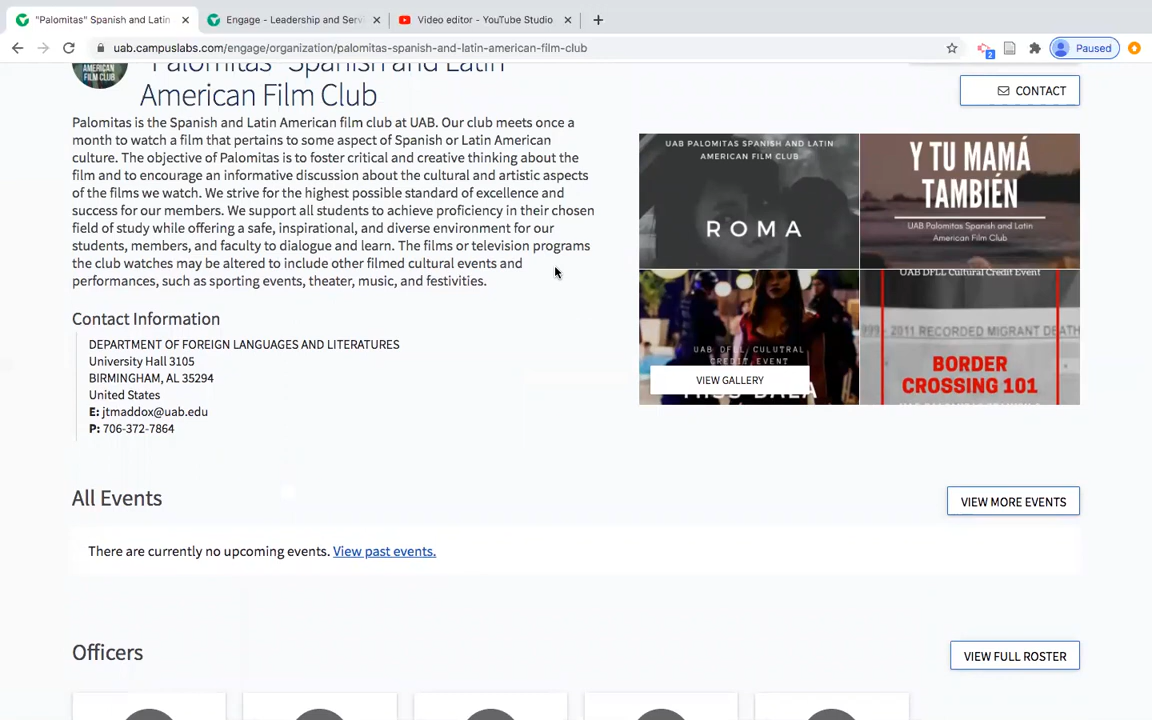 "Palomitas" Spanish and Latin
Engage - Leadership and Serv
Video editor - YouTube Studio
uab.campuslabs.com/engage/organization/palomitas-spanish-and-latin-american-film-club
2
Paused
AMERICAN
FILM CLUB
"Palomitas" Spanish and Latin
American Film Club
CONTACT
Palomitas is the Spanish and Latin American film club at UAB. Our club meets once a
month to watch a film that pertains to some aspect of Spanish or Latin American
culture. The objective of Palomitas is to foster critical and creative thinking about the
film and to encourage an informative discussion about the cultural and artistic aspects
of the films we watch. We strive for the highest possible standard of excellence and
success for our members. We support all students to achieve proficiency in their chosen
field of study while offering a safe, inspirational, and diverse environment for our
students, members, and faculty to dialogue and learn. The films or television programs
the club watches may be altered to include other filmed cultural events and
performances, such as sporting events, theater, music, and festivities.
UAB PALOMITAS SPANISH AND LATIN
AMERICAN FILM CLUB
ROMA
Y TU MAMÁ
TAMBIÉN
UAB Palomitas Spanish and Latin
American Film Club
UAB DFLL CULUTRAL
CREDIT EVENT
MISS BALA
VIEW GALLERY
UAB DFLL Cultural Credit Event
1999 - 2011 RECORDED MIGRANT DEATH
BORDER
CROSSING 101
Contact Information
DEPARTMENT OF FOREIGN LANGUAGES AND LITERATURES
University Hall 3105
BIRMINGHAM, AL 35294
United States
E: jtmaddox@uab.edu
P: 706-372-7864
All Events
VIEW MORE EVENTS
There are currently no upcoming events. View past events.
Officers
VIEW FULL ROSTER